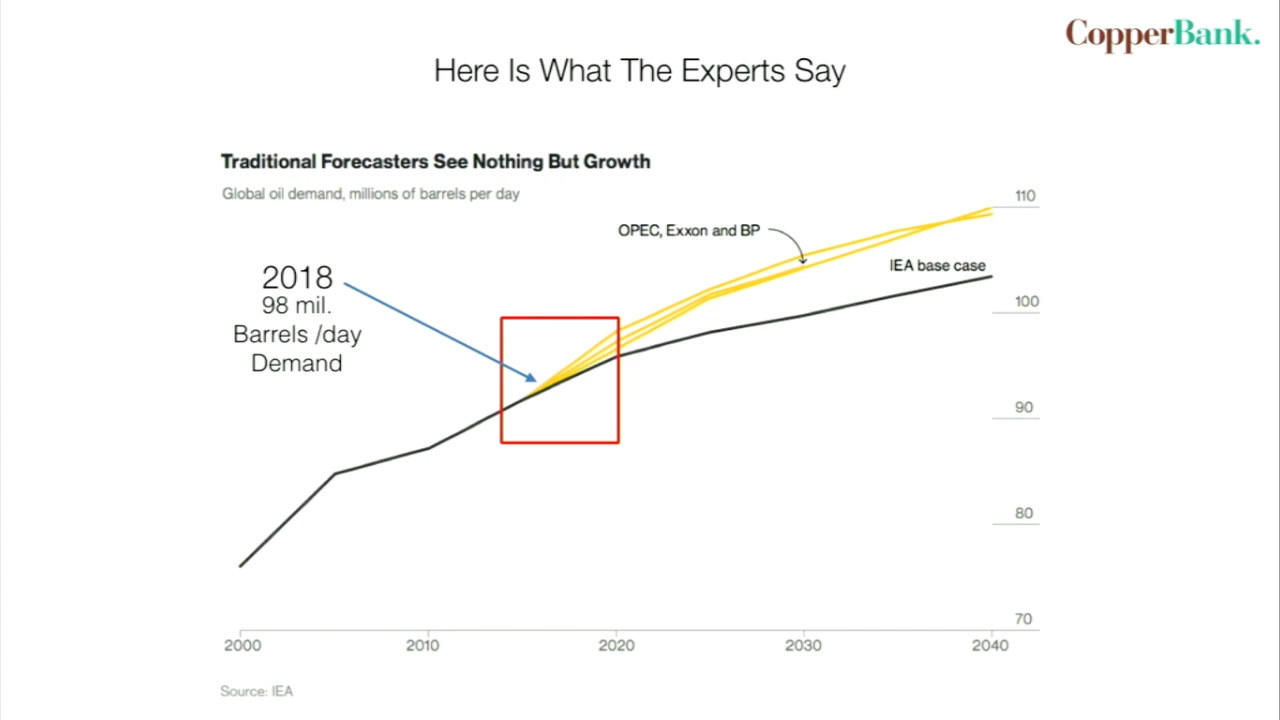 CopperBank.
Here Is What The Experts Say
Traditional Forecasters See Nothing But Growth
Global oil demand, millions of barrels per day
110
OPEC, Exxon and BP
IEA base case
2018
98 mil.
Barrels /day
Demand
100
90
80
70
2000 2010 2020 2030 2040
Source: IEA